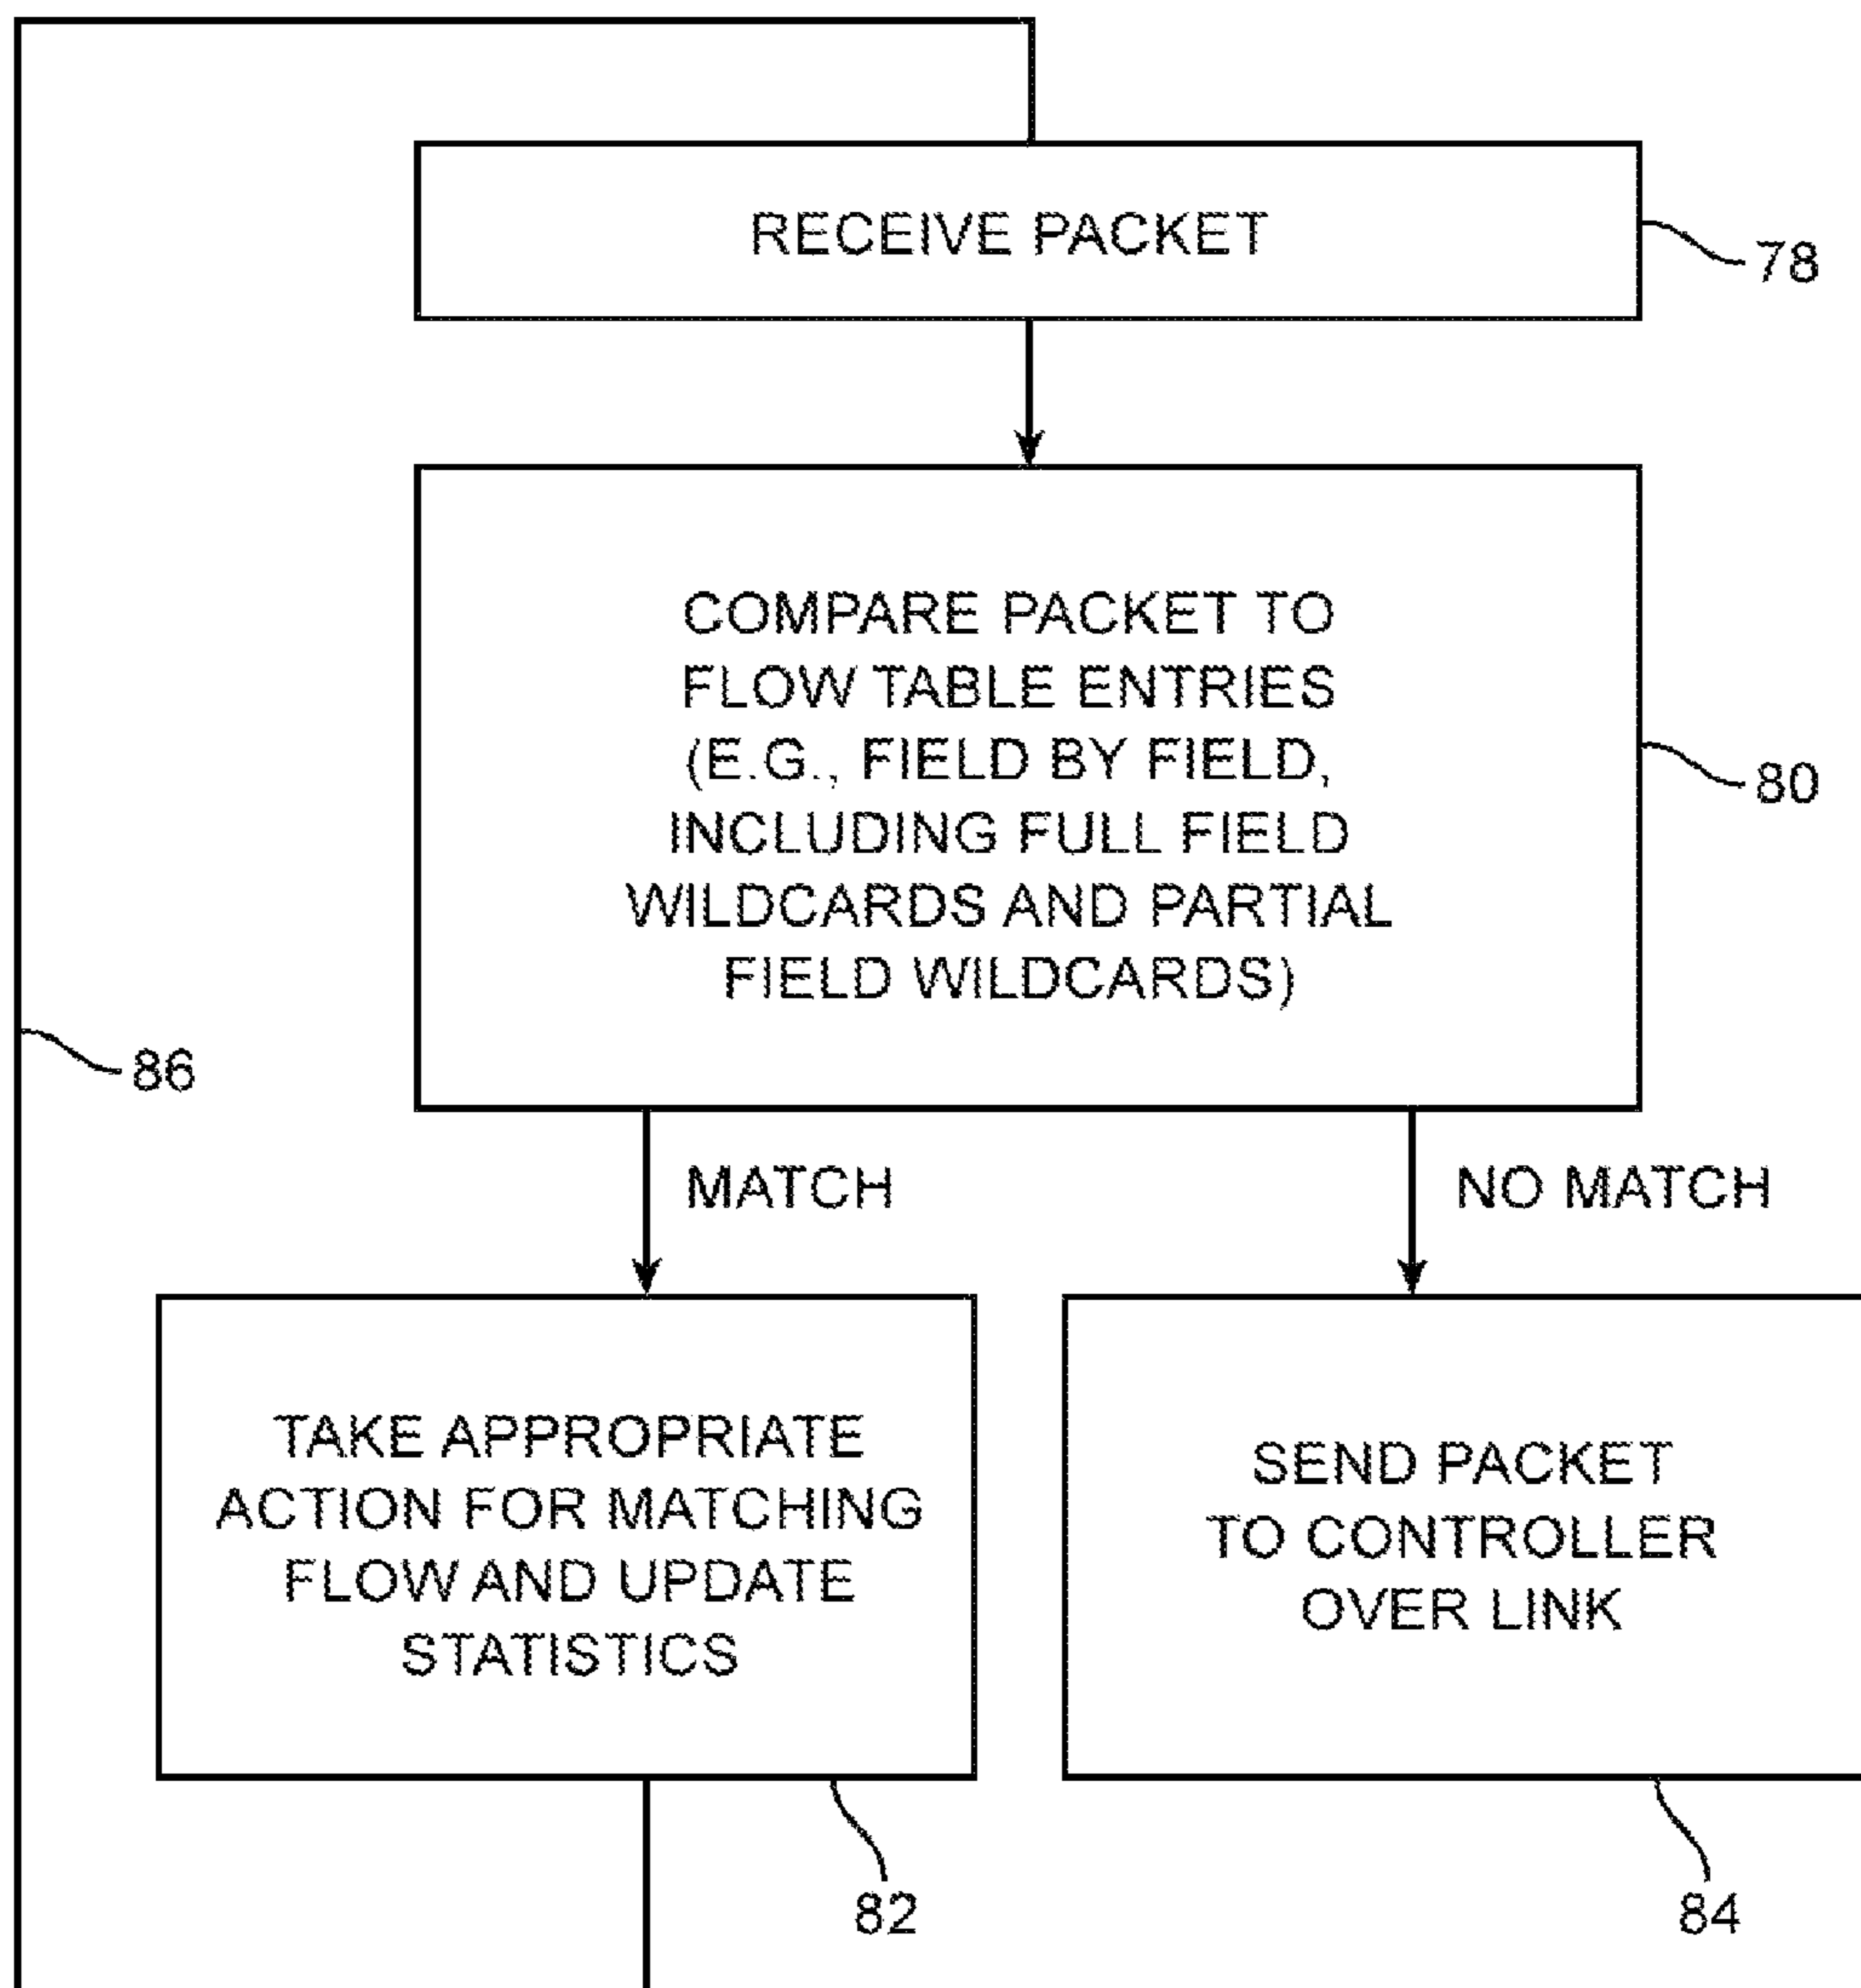 RECEIVE PACKET
78
COMPARE PACKET TO
FLOW TABLE ENTRIES
(E.G., FIELD BY FIELD,
INCLUDING FULL FIELD
WILDCARDS AND PARTIAL
FIELD WILDCARDS)
80
86
MATCH
NO MATCH
TAKE APPROPRIATE
ACTION FOR MATCHING
FLOW AND UPDATE
STATISTICS
SEND PACKET
TO CONTROLLER
OVER LINK
82
84